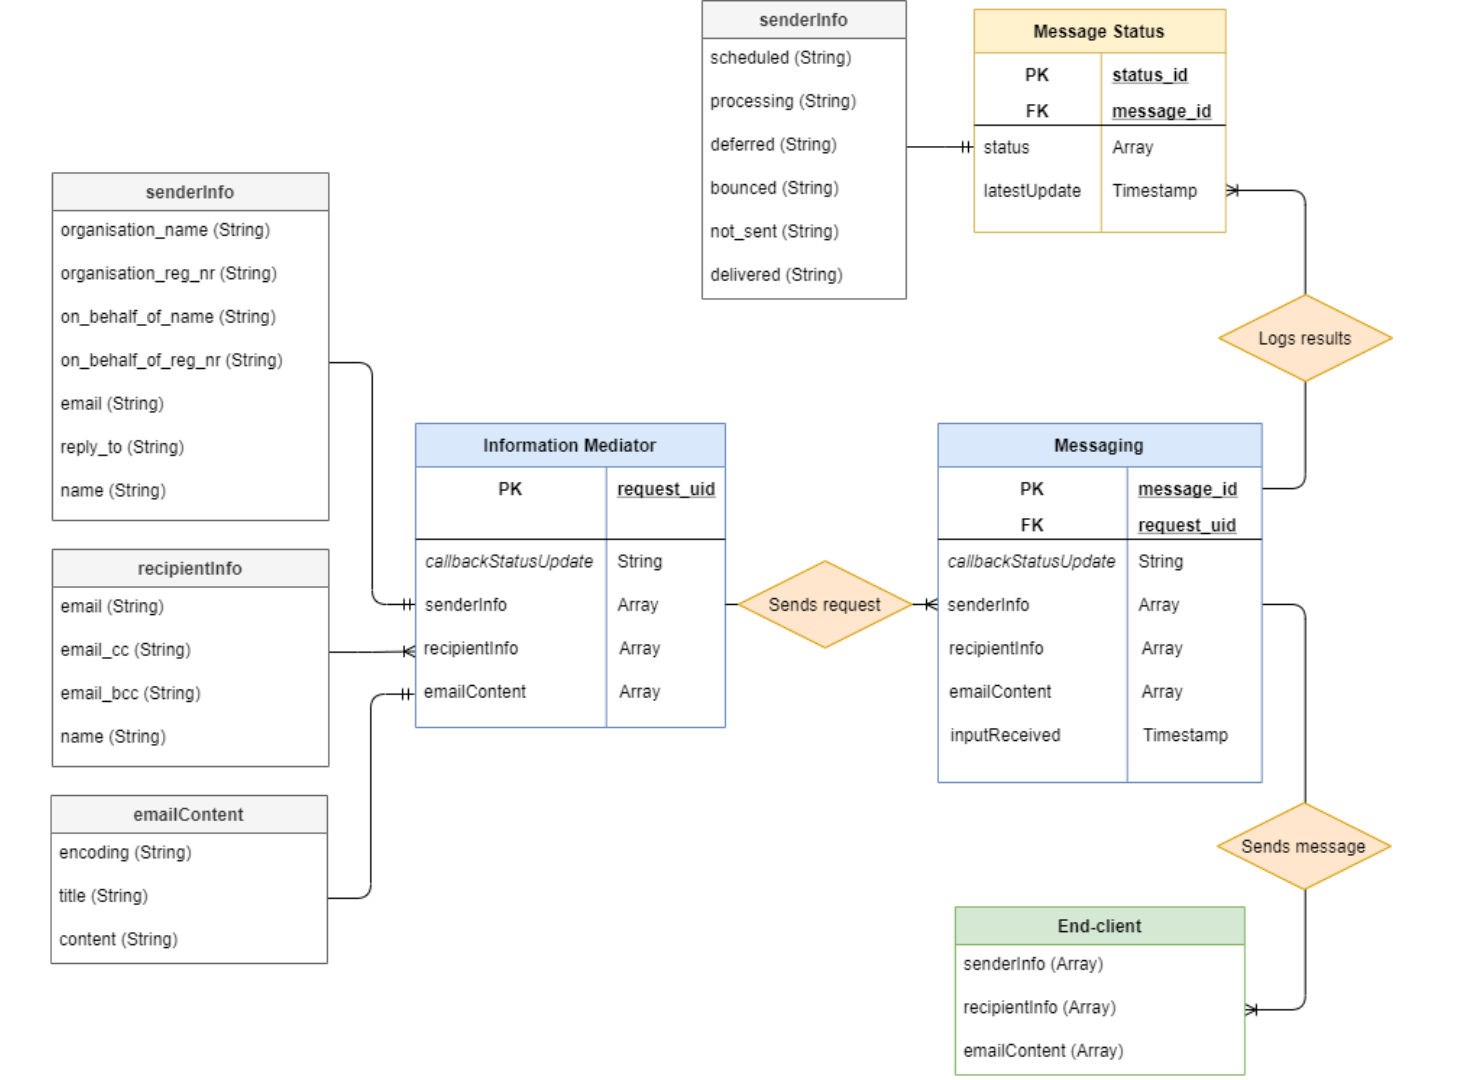 senderInfo
scheduled (String)
processing (String)
deferred (String)
bounced (String)
not_sent (String)
delivered (String)
Message Status
PK status_id
FK message_id
status Array
latestUpdate Timestamp
senderInfo
organisation_name (String)
organisation_reg_nr (String)
on_behalf_of_name (String)
on_behalf_of_reg_nr (String)
email (String)
reply_to (String)
name (String)
Logs results
Information Mediator
PK request_uid
callbackStatusUpdate String
senderInfo Array
recipientInfo Array
emailContent Array
Sends request
Messaging
PK message_id
FK request_uid
callbackStatusUpdate String
senderInfo Array
recipientInfo Array
emailContent Array
inputReceived Timestamp
recipientInfo
email (String)
email_cc (String)
email_bcc (String)
name (String)
emailContent
encoding (String)
title (String)
content (String)
Sends message
End-client
senderInfo (Array)
recipientInfo (Array)
emailContent (Array)